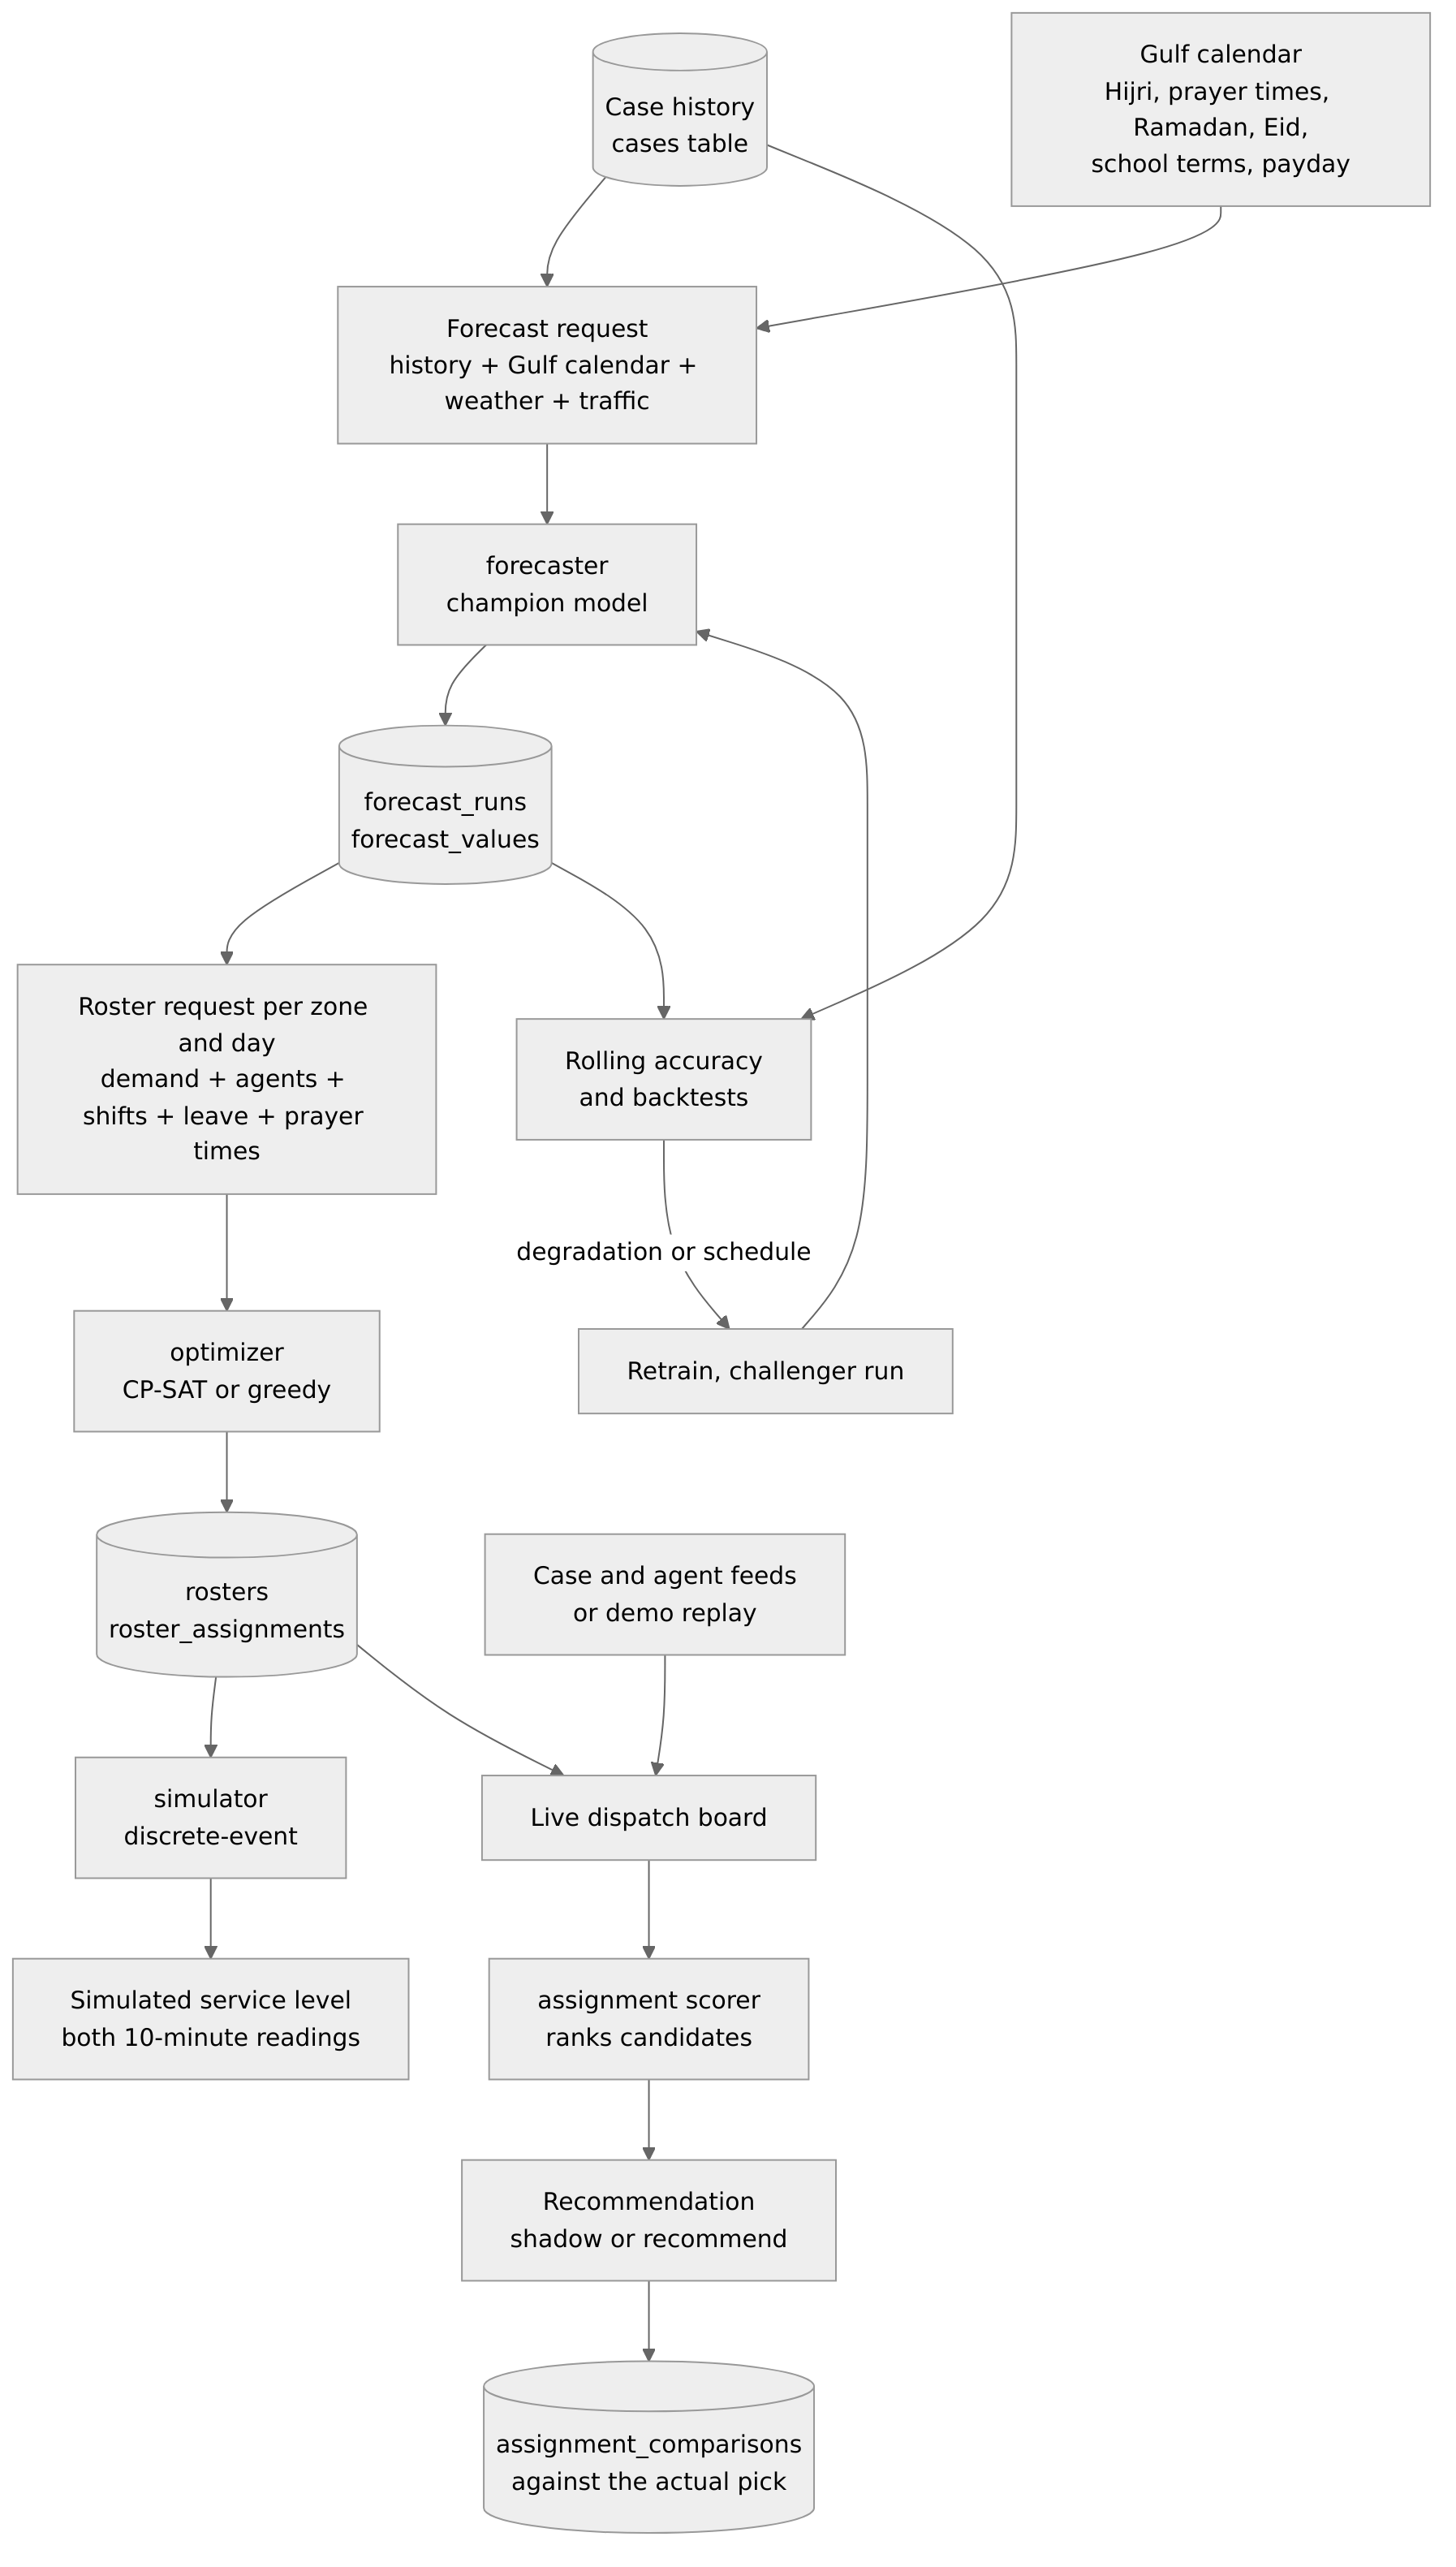 Case history
cases table
Gulf calendar
Hijri, prayer times,
Ramadan, Eid,
school terms, payday
Forecast request
history + Gulf calendar +
weather + traffic
forecaster
champion model
forecast_runs
forecast_values
Roster request per zone
and day
demand + agents +
shifts + leave + prayer
times
Rolling accuracy
and backtests
degradation or schedule
optimizer
CP-SAT or greedy
Retrain, challenger run
rosters
roster_assignments
Case and agent feeds
or demo replay
simulator
discrete-event
Live dispatch board
Simulated service level
both 10-minute readings
assignment scorer
ranks candidates
Recommendation
shadow or recommend
assignment_comparisons
against the actual pick